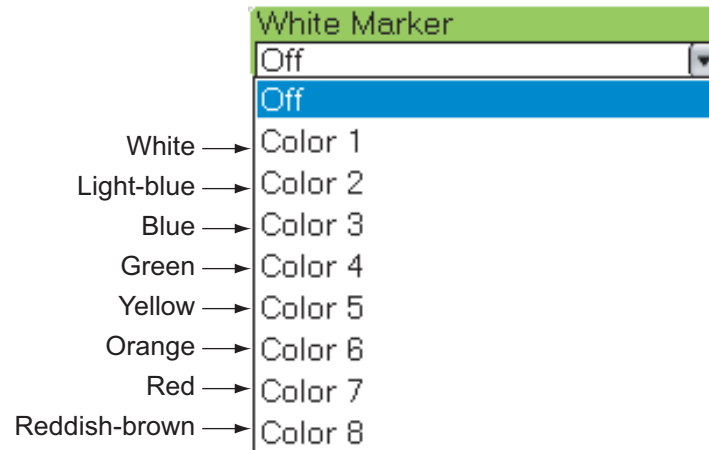 White Marker
Off
Off
White Color 1
Light-blue Color 2
Blue Color 3
Green Color 4
Yellow Color 5
Orange Color 6
Red Color 7
Reddish-brown Color 8